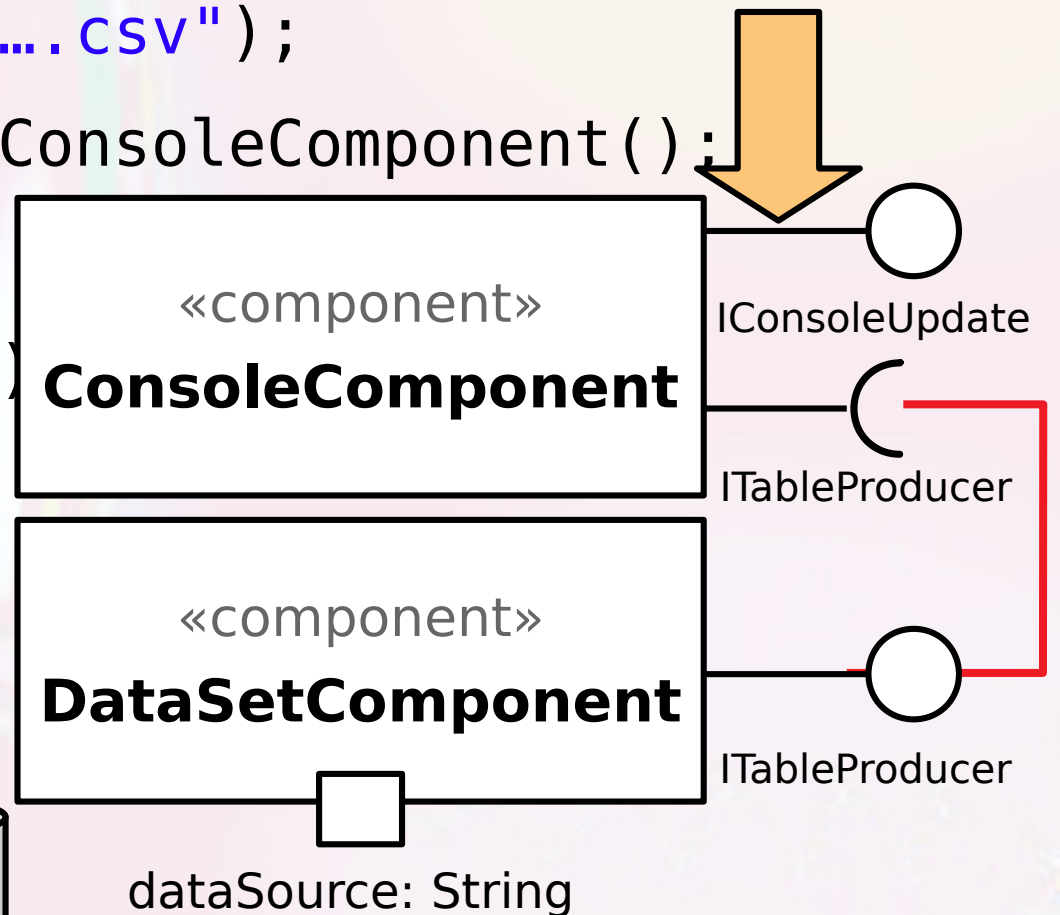 ….csv");
ConsoleComponent();
«component»
ConsoleComponent
IConsoleUpdate
ITableProducer
)
«component»
DataSetComponent
ITableProducer
dataSource: String